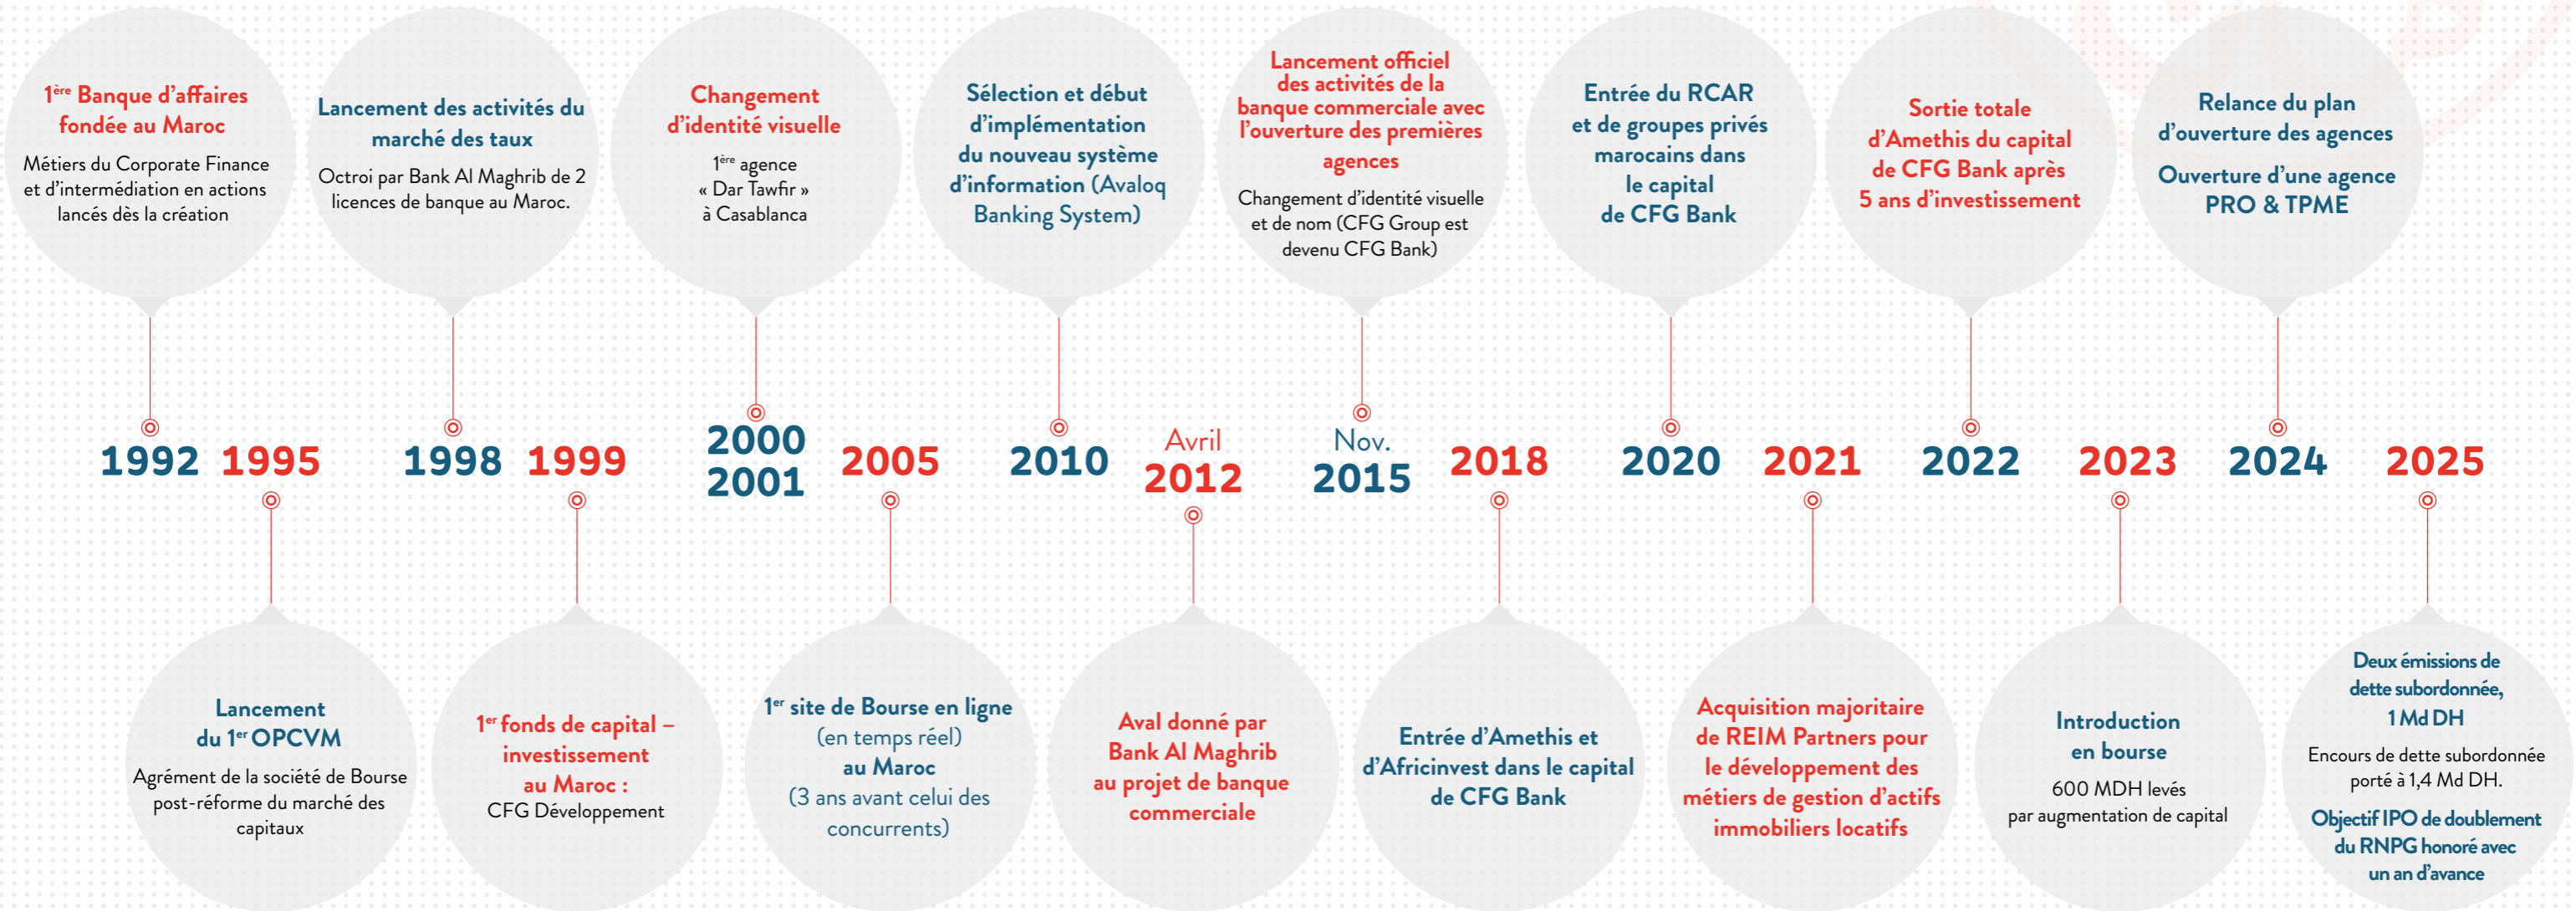 1ère Banque d'affaires
fondée au Maroc
Métiers du Corporate Finance
et d'intermédiation en actions
lancés dès la création
Lancement des activités du
marché des taux
Octroi par Bank Al Maghrib de 2
licences de banque au Maroc.
Changement
d'identité visuelle
1ère agence
« Dar Tawfir »
à Casablanca
Sélection et début
d'implémentation
du nouveau système
d'information (Avaloq
Banking System)
Lancement officiel
des activités de la
banque commerciale avec
l'ouverture des premières
agences
Changement d'identité visuelle
et de nom (CFG Group est
devenu CFG Bank)
Entrée du RCAR
et de groupes privés
marocains dans
le capital
de CFG Bank
Sortie totale
d'Amethis du capital
de CFG Bank après
5 ans d'investissement
Relance du plan
d'ouverture des agences
Ouverture d'une agence
PRO & TPME
1992
1995
1998
1999
2000
2001
2005
2010
Avril
2012
Nov.
2015
2018
2020
2021
2022
2023
2024
2025
Lancement
du 1er OPCVM
Agrément de la société de Bourse
post-réforme du marché des
capitaux
1er fonds de capital –
investissement
au Maroc :
CFG Développement
1er site de Bourse en ligne
(en temps réel)
au Maroc
(3 ans avant celui des
concurrents)
Aval donné par
Bank Al Maghrib
au projet de banque
commerciale
Entrée d'Amethis et
d'Africinvest dans le capital
de CFG Bank
Acquisition majoritaire
de REIM Partners pour
le développement des
métiers de gestion d'actifs
immobiliers locatifs
Introduction
en bourse
600 MDH levés
par augmentation de capital
Deux émissions de
dette subordonnée,
1 Md DH
Encours de dette subordonnée
porté à 1,4 Md DH.
Objectif IPO de doublement
du RNPG honoré avec
un an d'avance